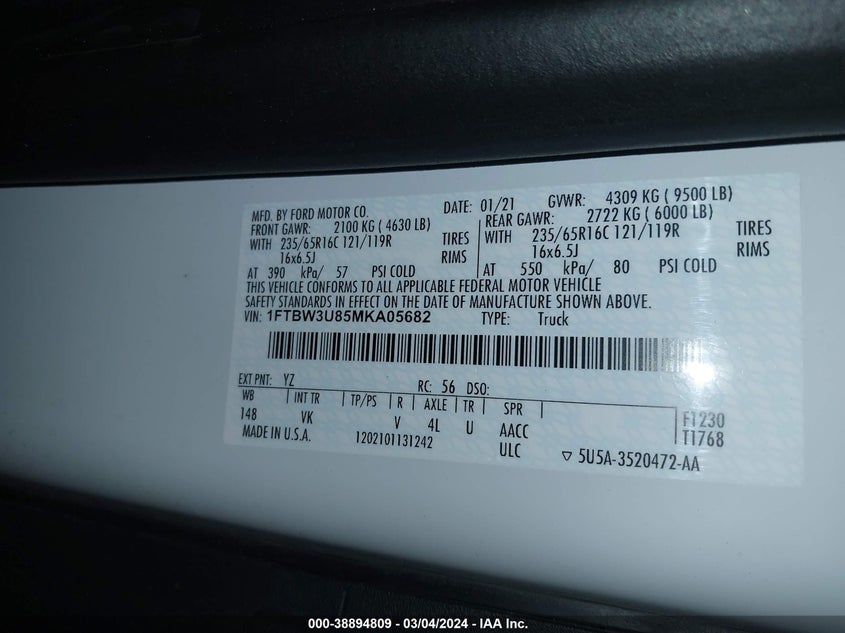 MFD. BY FORD MOTOR CO. DATE: 01/21 GVWR: 4309 KG ( 9500 LB)
FRONT GAWR: 2100 KG ( 4630 LB) REAR GAWR: 2722 KG ( 6000 LB)
WITH 235/65R16C 121/119R TIRES WITH 235/65R16C 121/119R TIRES
16x6.5J RIMS 16x6.5J RIMS
AT 390 kPa/ 57 PSI COLD AT 550 kPa/ 80 PSI COLD
THIS VEHICLE CONFORMS TO ALL APPLICABLE FEDERAL MOTOR VEHICLE
SAFETY STANDARDS IN EFFECT ON THE DATE OF MANUFACTURE SHOWN ABOVE.
VIN: 1FTBW3U85MKA05682 TYPE: Truck
EXT PNT: YZ RC: 56 DSO:
WB INT TR TP/PS R AXLE TR SPR
148 VK V 4L U AACC F1230
MADE IN U.S.A. 1202101131242 ULC T1768
▽ 5U5A-3520472-AA
000-38894809 - 03/04/2024 - IAA Inc.